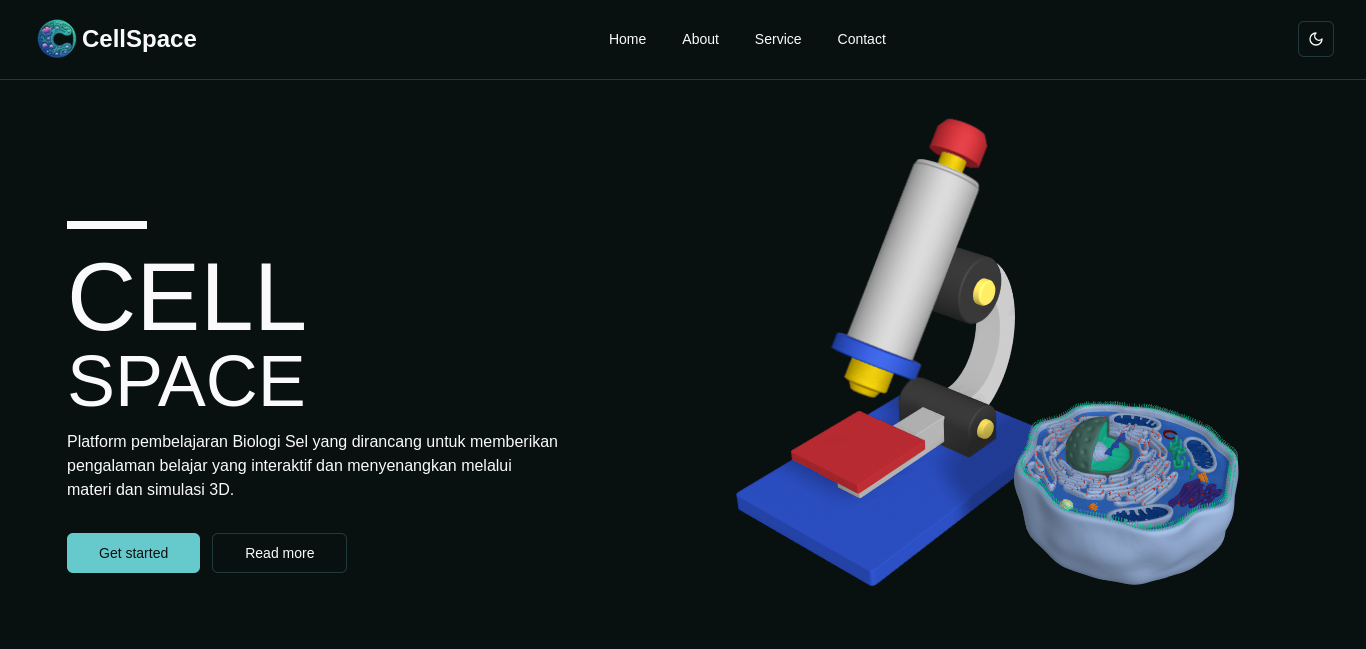 CellSpace
Home About Service Contact
CELL
SPACE
Platform pembelajaran Biologi Sel yang dirancang untuk memberikan
pengalaman belajar yang interaktif dan menyenangkan melalui
materi dan simulasi 3D.
Get started Read more